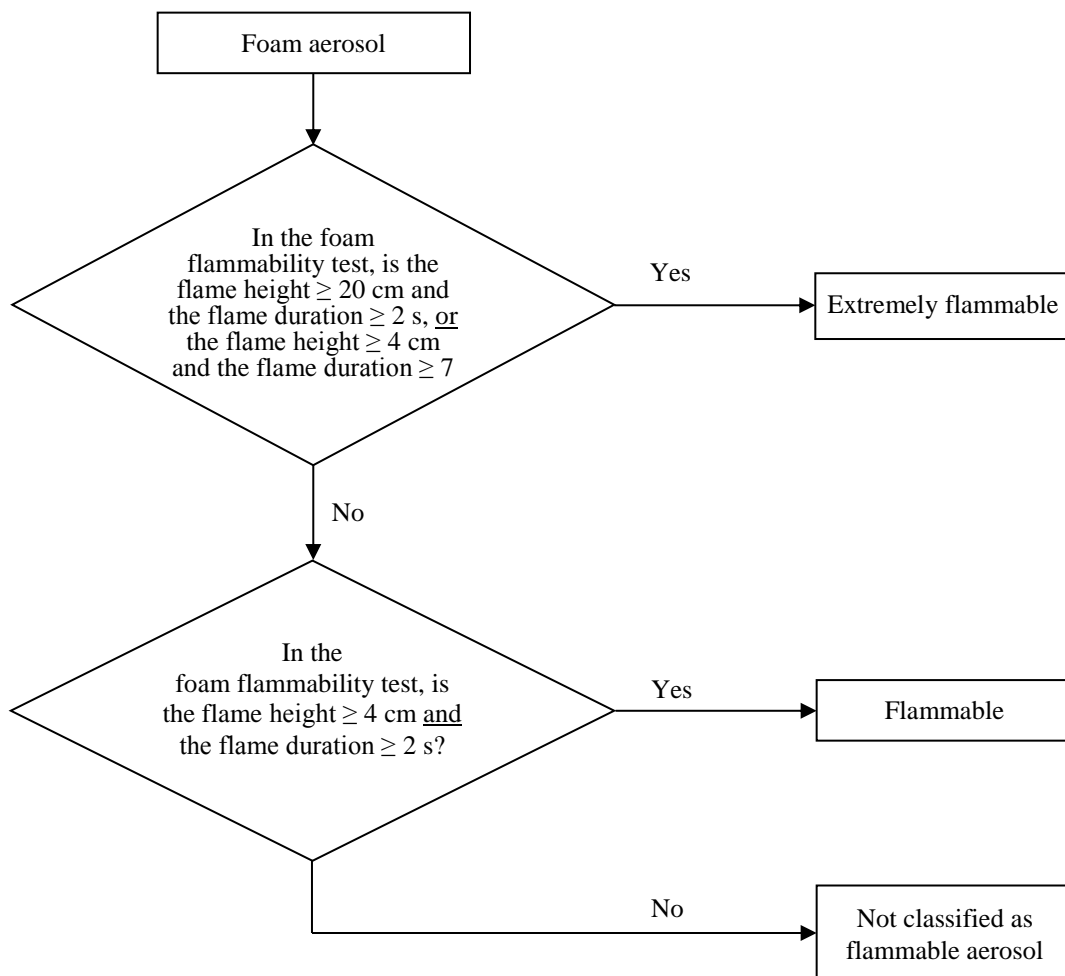 Foam aerosol
In the foam
flammability test, is the
flame height ≥ 20 cm and
the flame duration ≥ 2 s, or
the flame height ≥ 4 cm
and the flame duration ≥ 7
Yes
Extremely flammable
No
In the
foam flammability test, is
the flame height ≥ 4 cm and
the flame duration ≥ 2 s?
Yes
Flammable
No
Not classified as
flammable aerosol